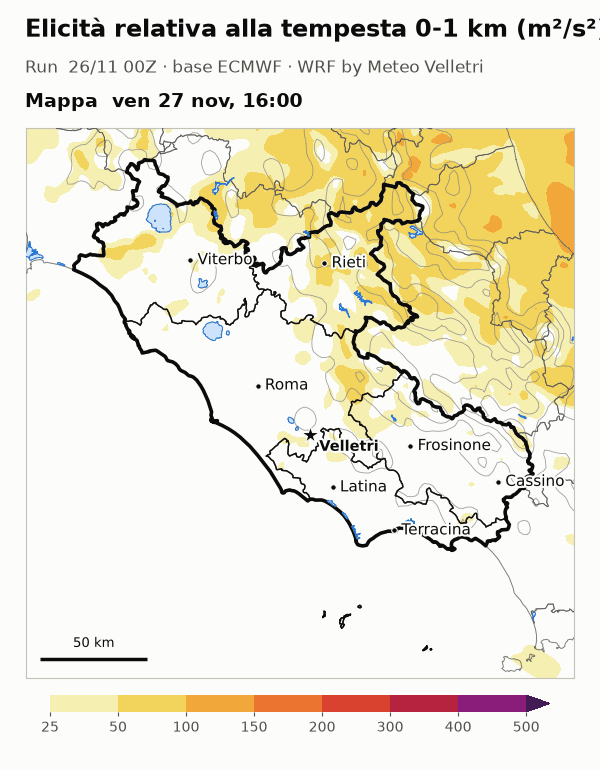 Elicità relativa alla tempesta 0-1 km (m²/s²)
Run 26/11 00Z · base ECMWF · WRF by Meteo Velletri
Mappa ven 27 nov, 16:00
Viterbo
Rieti
Roma
Velletri
Frosinone
Latina
Cassino
Terracina
50 km
25 50 100 150 200 300 400 500